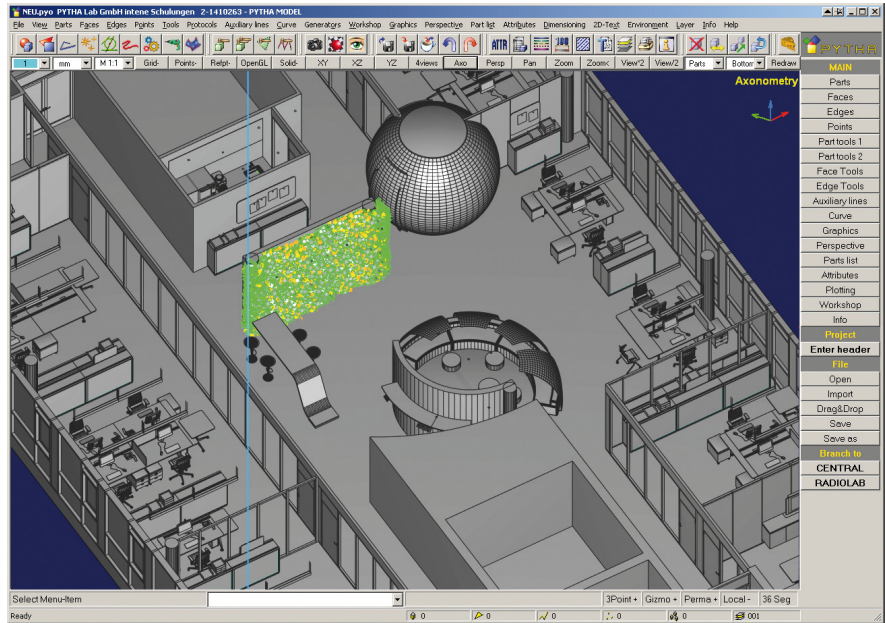 NEU.pyo PYTHA Lab GmbH intene Schulungen 2-1410263 - PYTHA MODEL
File View Parts Faces Edges Points Tools Protocols Auxiliary lines Curve Generators Workshop Graphics Perspective Part list Attributes Dimensioning 2D-Text Environment Layer Info Help
ATTR
PYTHA
1 mm M 1:1 Grid- Points- Refpt- OpenGL Solid- XY XZ YZ 4views Axo Persp Pan Zoom Zoom< View*2 View/2 Parts Bottom Redraw
Axonometry
MAIN
Parts
Faces
Edges
Points
Part tools 1
Part tools 2
Face Tools
Edge Tools
Auxiliary lines
Curve
Graphics
Perspective
Parts list
Attributes
Plotting
Workshop
Info
Project
Enter header
File
Open
Import
Drag&Drop
Save
Save as
Branch to
CENTRAL
RADIOLAB
Select Menu-Item 3Point + Gizmo + Perma + Local - 36 Seg
Ready 0 0 0 0 0 001